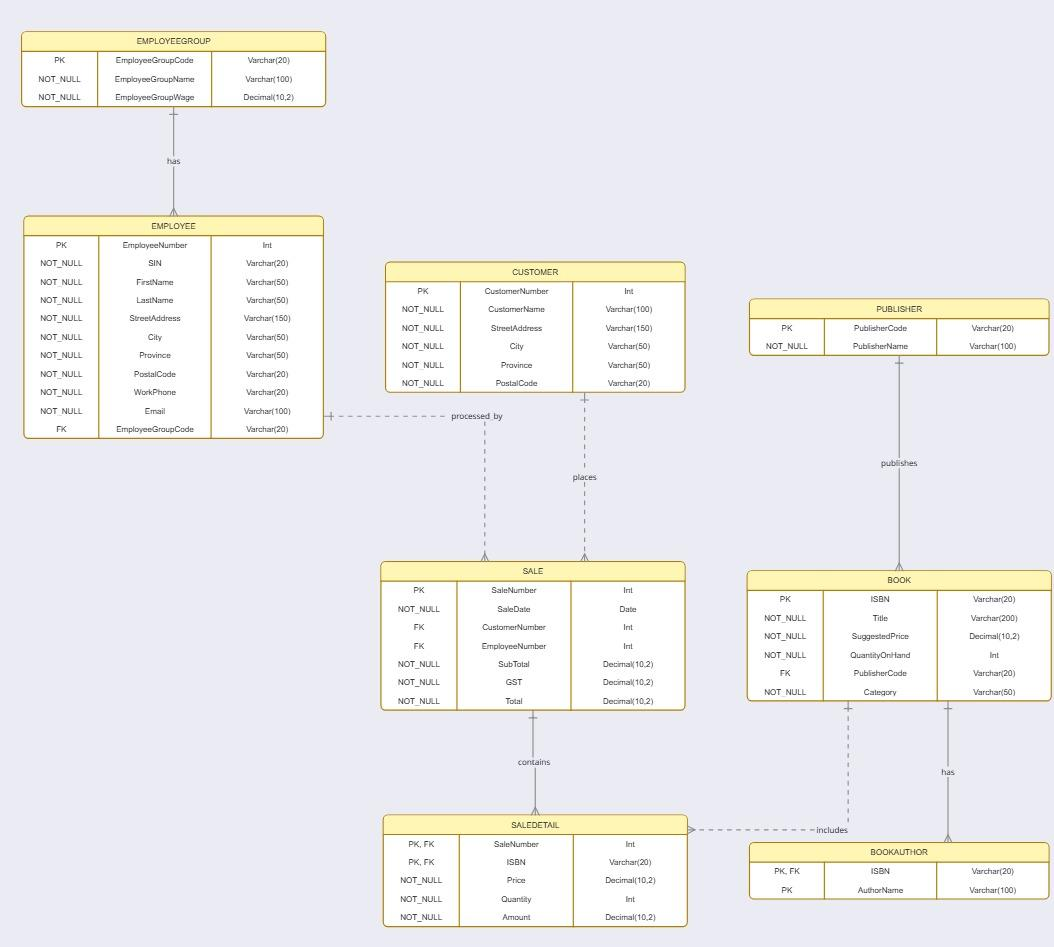 EMPLOYEEGROUP
PK EmployeeGroupCode Varchar(20)
NOT_NULL EmployeeGroupName Varchar(100)
NOT_NULL EmployeeGroupWage Decimal(10,2)
has
EMPLOYEE
PK EmployeeNumber Int
NOT_NULL SIN Varchar(20)
NOT_NULL FirstName Varchar(50)
NOT_NULL LastName Varchar(50)
NOT_NULL StreetAddress Varchar(150)
NOT_NULL City Varchar(50)
NOT_NULL Province Varchar(50)
NOT_NULL PostalCode Varchar(20)
NOT_NULL WorkPhone Varchar(20)
NOT_NULL Email Varchar(100)
FK EmployeeGroupCode Varchar(20)
CUSTOMER
PK CustomerNumber Int
NOT_NULL CustomerName Varchar(100)
NOT_NULL StreetAddress Varchar(150)
NOT_NULL City Varchar(50)
NOT_NULL Province Varchar(50)
NOT_NULL PostalCode Varchar(20)
PUBLISHER
PK PublisherCode Varchar(20)
NOT_NULL PublisherName Varchar(100)
processed_by
places
publishes
SALE
PK SaleNumber Int
NOT_NULL SaleDate Date
FK CustomerNumber Int
FK EmployeeNumber Int
NOT_NULL SubTotal Decimal(10,2)
NOT_NULL GST Decimal(10,2)
NOT_NULL Total Decimal(10,2)
BOOK
PK ISBN Varchar(20)
NOT_NULL Title Varchar(200)
NOT_NULL SuggestedPrice Decimal(10,2)
NOT_NULL QuantityOnHand Int
FK PublisherCode Varchar(20)
NOT_NULL Category Varchar(50)
contains
has
includes
SALEDETAIL
PK, FK SaleNumber Int
PK, FK ISBN Varchar(20)
NOT_NULL Price Decimal(10,2)
NOT_NULL Quantity Int
NOT_NULL Amount Decimal(10,2)
BOOKAUTHOR
PK, FK ISBN Varchar(20)
PK AuthorName Varchar(100)